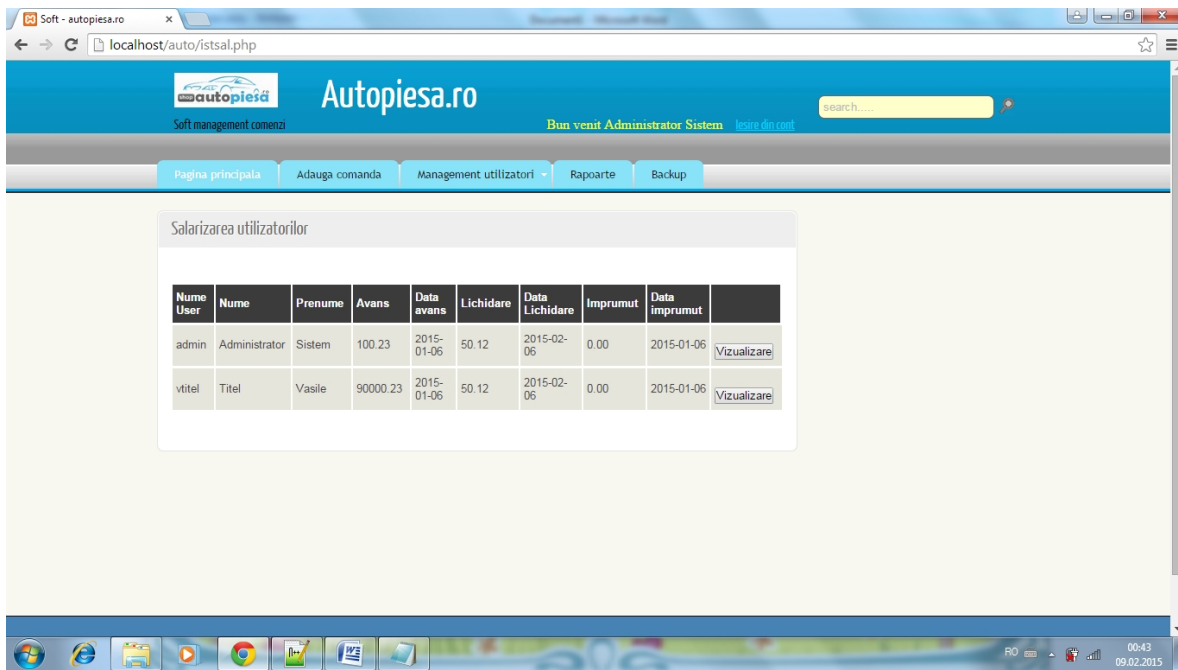 Soft - autopiesa.ro
localhost/auto/istsal.php
shop autopiesă
Autopiesa.ro
search.....
Soft management comenzi
Bun venit Administrator Sistem Iesire din cont
Pagina principala Adauga comanda Management utilizatori Rapoarte Backup
Salarizarea utilizatorilor
Nume User Nume Prenume Avans Data avans Lichidare Data Lichidare Imprumut Data imprumut
admin Administrator Sistem 100.23 2015-01-06 50.12 2015-02-06 0.00 2015-01-06 Vizualizare
vtitel Titel Vasile 90000.23 2015-01-06 50.12 2015-02-06 0.00 2015-01-06 Vizualizare
RO 00:43
09.02.2015